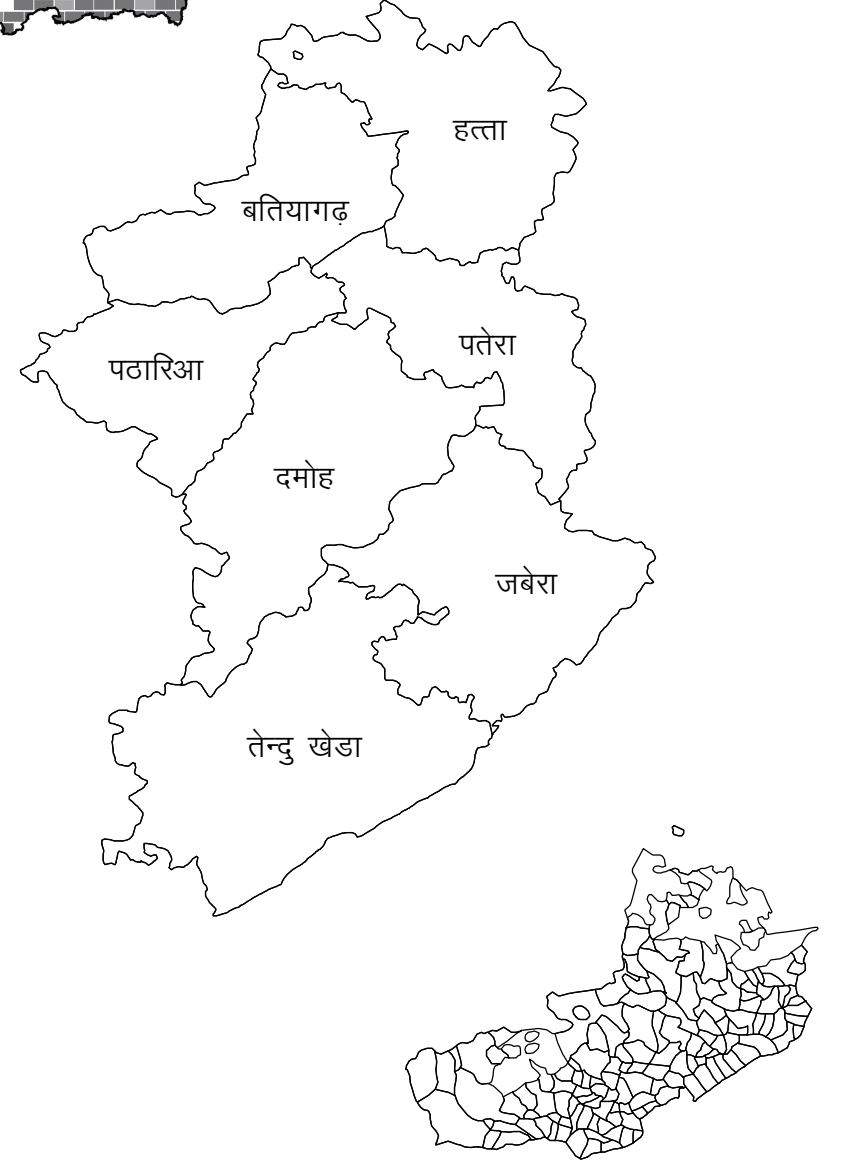 हत्ता
बतियागढ़
पतेरा
पठारिआ
दमोह
जबेरा
तेन्दु खेडा